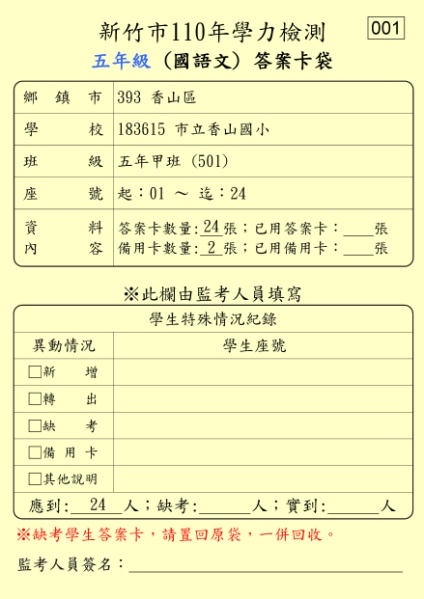 新竹市110年學力檢測
001
五年級 (國語文) 答案卡袋
鄉鎮市 393 香山區
學校 183615 市立香山國小
班級 五年甲班 (501)
座號 起:01 ~ 迄:24
資料 答案卡數量:_24_張;已用答案卡:____張
內容 備用卡數量:_2_張;已用備用卡:____張
※此欄由監考人員填寫
學生特殊情況紀錄
異動情況 學生座號
□新增
□轉出
□缺考
□備用卡
□其他說明
應到:__24__人;缺考:______人;實到:______人
※缺考學生答案卡,請置回原袋,一併回收。
監考人員簽名:______________________